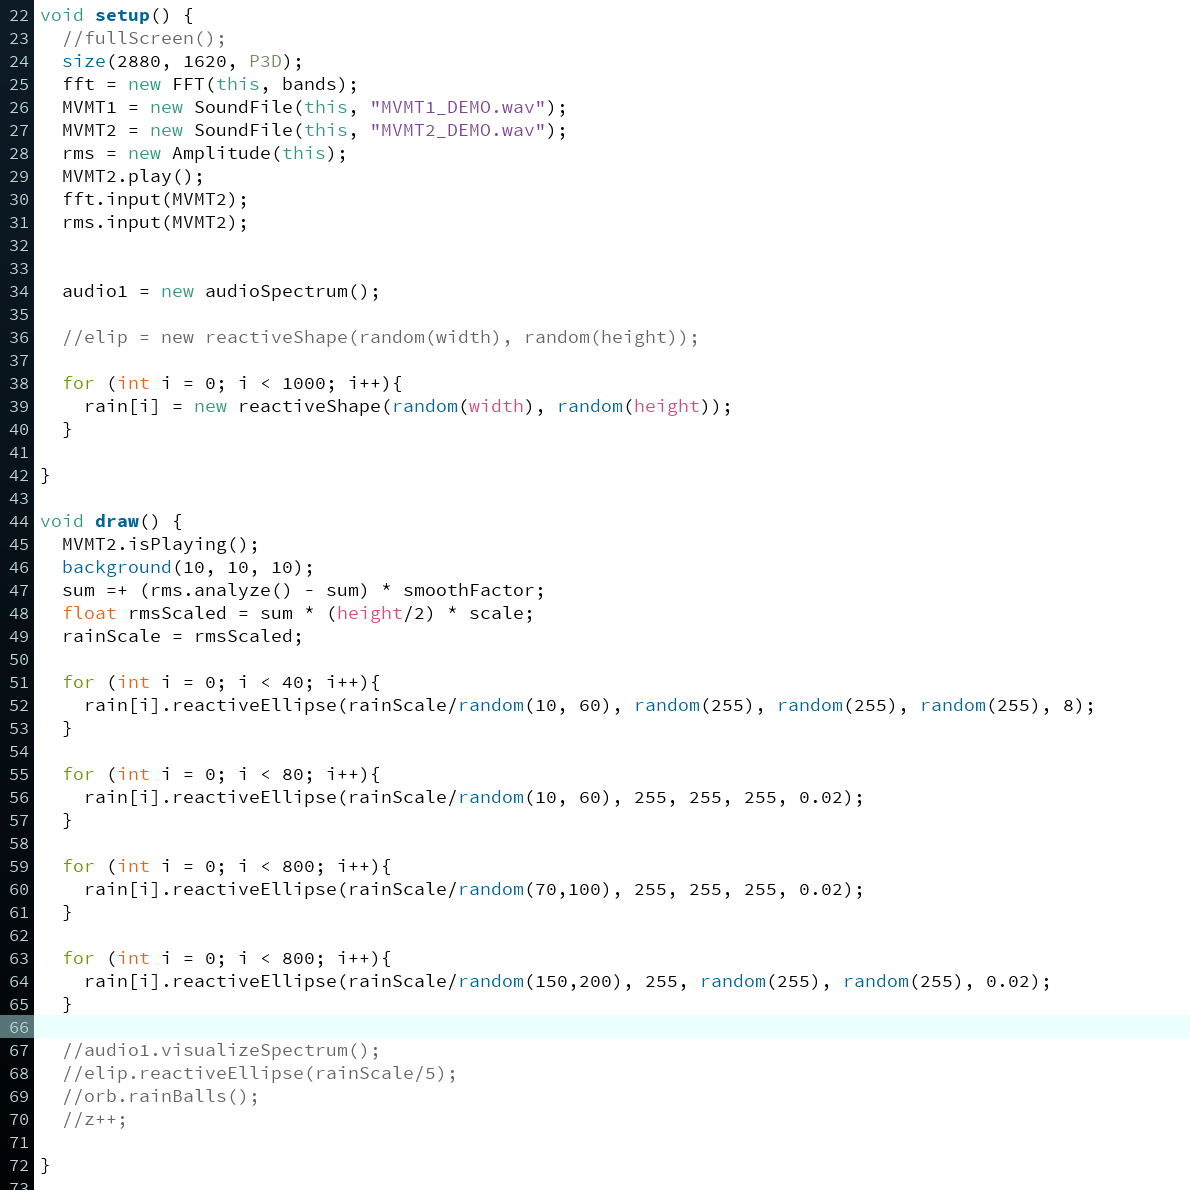 22 void setup() {
23 //fullScreen();
24 size(2880, 1620, P3D);
25 fft = new FFT(this, bands);
26 MVMT1 = new SoundFile(this, "MVMT1_DEMO.wav");
27 MVMT2 = new SoundFile(this, "MVMT2_DEMO.wav");
28 rms = new Amplitude(this);
29 MVMT2.play();
30 fft.input(MVMT2);
31 rms.input(MVMT2);
32
33
34 audio1 = new audioSpectrum();
35
36 //elip = new reactiveShape(random(width), random(height));
37
38 for (int i = 0; i < 1000; i++){
39 rain[i] = new reactiveShape(random(width), random(height));
40 }
41
42 }
43
44 void draw() {
45 MVMT2.isPlaying();
46 background(10, 10, 10);
47 sum =+ (rms.analyze() - sum) * smoothFactor;
48 float rmsScaled = sum * (height/2) * scale;
49 rainScale = rmsScaled;
50
51 for (int i = 0; i < 40; i++){
52 rain[i].reactiveEllipse(rainScale/random(10, 60), random(255), random(255), random(255), 8);
53 }
54
55 for (int i = 0; i < 80; i++){
56 rain[i].reactiveEllipse(rainScale/random(10, 60), 255, 255, 255, 0.02);
57 }
58
59 for (int i = 0; i < 800; i++){
60 rain[i].reactiveEllipse(rainScale/random(70,100), 255, 255, 255, 0.02);
61 }
62
63 for (int i = 0; i < 800; i++){
64 rain[i].reactiveEllipse(rainScale/random(150,200), 255, random(255), random(255), 0.02);
65 }
66
67 //audio1.visualizeSpectrum();
68 //elip.reactiveEllipse(rainScale/5);
69 //orb.rainBalls();
70 //z++;
71
72 }
73